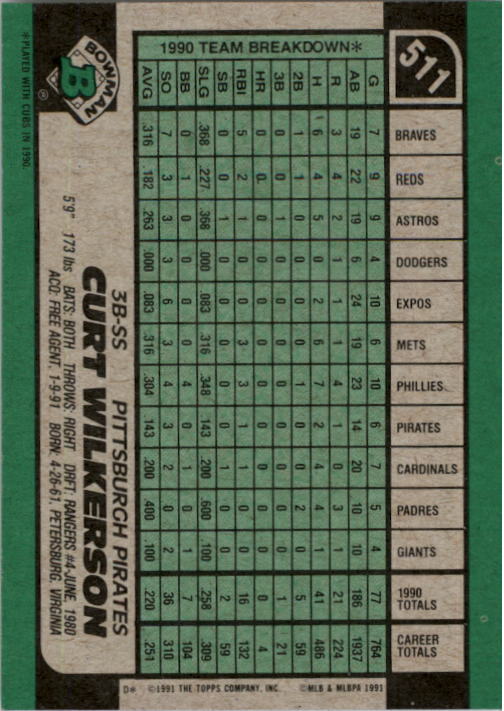 511
BRAVES REDS ASTROS DODGERS EXPOS METS PHILLIES PIRATES CARDINALS PADRES GIANTS 1990 TOTALS CAREER TOTALS
1990 TEAM BREAKDOWN*
G 7 9 9 4 10 6 10 6 7 5 4 77 764
AB 19 22 19 6 24 19 23 14 20 10 10 186 1937
R 3 4 2 1 1 1 4 1 0 3 1 21 224
H 6 4 5 0 2 6 7 2 4 4 1 41 486
2B 1 1 0 0 0 0 1 0 0 2 0 5 59
3B 0 0 1 0 0 0 0 0 0 0 0 1 21
HR 0 0 0 0 0 0 0 0 0 0 0 0 4
RBI 5 2 1 0 0 3 3 1 1 0 0 16 132
SB 0 0 1 0 0 0 0 0 1 0 0 2 59
SLG .368 .227 .368 .000 .083 .316 .348 .143 .200 .600 .100 .258 .309
BB 0 1 0 0 0 0 4 0 1 0 1 7 104
SO 7 3 3 3 6 3 4 3 2 0 2 36 310
AVG .316 .182 .263 .000 .083 .316 .304 .143 .200 .400 .100 .220 .251
D* ©1991 THE TOPPS COMPANY, INC. ©MLB & MLBPA 1991
BOWMAN
B
®
3B-SS PITTSBURGH PIRATES
CURT WILKERSON
5'9" 173 lbs BATS: BOTH THROWS: RIGHT DRFT: RANGERS #4-JUNE, 1980
ACQ: FREE AGENT, 1-9-91 BORN: 4-26-61, PETERSBURG, VIRGINIA
*PLAYED WITH CUBS IN 1990.